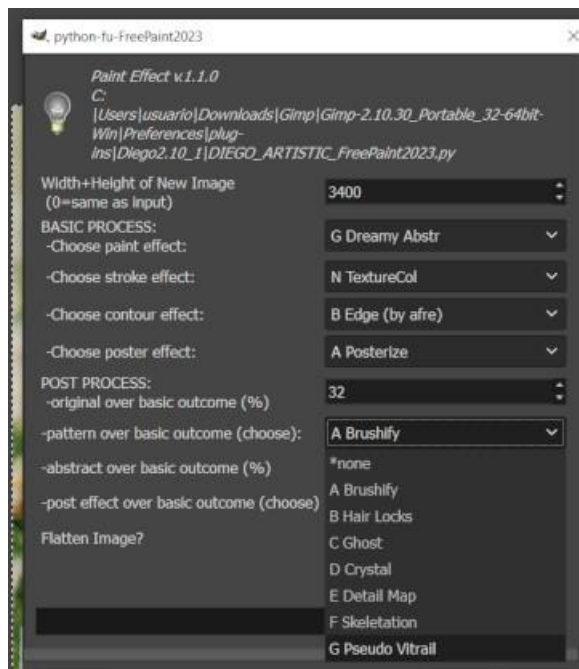 python-fu-FreePaint2023
Paint Effect v.1.1.0
C:
|Users|usuario|Downloads|Gimp|Gimp-2.10.30_Portable_32-64bit-
Win|Preferences|plug-
ins|Diego2.10_1|DIEGO_ARTISTIC_FreePaint2023.py
Width+Height of New Image
(0=same as input)
3400
BASIC PROCESS:
-Choose paint effect:
G Dreamy Abstr
-Choose stroke effect:
N TextureCol
-Choose contour effect:
B Edge (by afre)
-Choose poster effect:
A Posterize
POST PROCESS:
-original over basic outcome (%)
32
-pattern over basic outcome (choose):
A Brushify
-abstract over basic outcome (%)
-post effect over basic outcome (choose)
Flatten Image?
*none
A Brushify
B Hair Locks
C Ghost
D Crystal
E Detail Map
F Skeletation
G Pseudo Vitrail